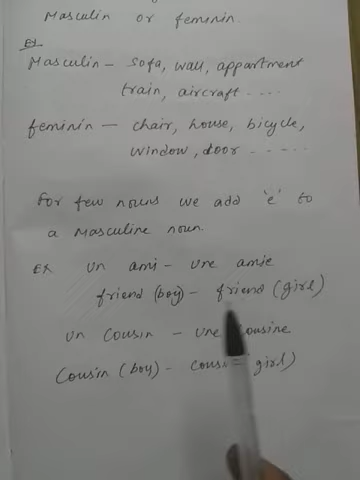 Masculin or feminin.
Ex
Masculin - sofa, wall, appartment
train, aircraft ....
feminin - chair, house, bicycle,
window, door .....
For few nouns we add 'e' to
a masculine noun.
Ex un ami - une amie
friend (boy) - friend (girl)
un cousin - une cousine
Cousin (boy) - girl)